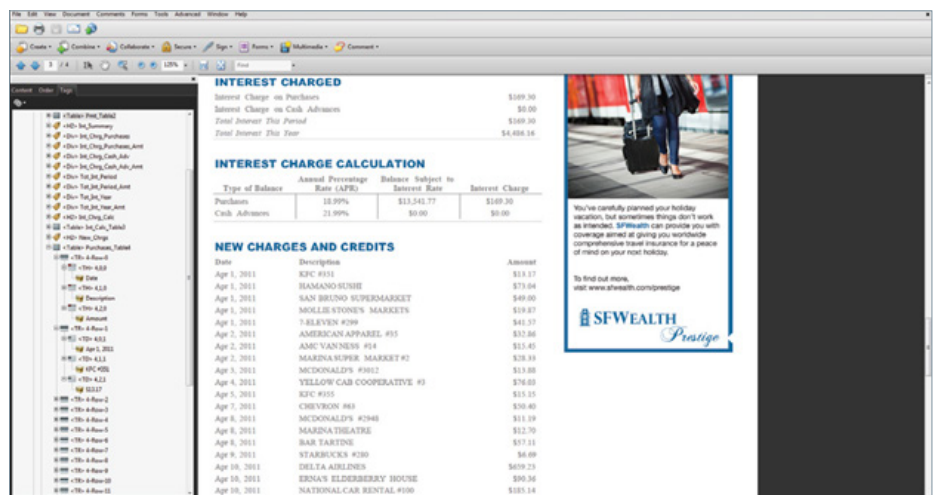 File Edit View Document Comments Forms Tools Advanced Window Help
Create Combine Collaborate Secure Sign Forms Multimedia Comment
3 / 4 125% Find
Content Order Tags
<Table> Pmt_Table2
<H2> Int_Summary
<Div> Int_Chrg_Purchases
<Div> Int_Chrg_Purchases_Amt
<Div> Int_Chrg_Cash_Adv
<Div> Int_Chrg_Cash_Adv_Amt
<Div> Tot_Int_Period
<Div> Tot_Int_Period_Amt
<Div> Tot_Int_Year
<Div> Tot_Int_Year_Amt
<H2> Int_Chrg_Calc
<Table> Int_Calc_Table3
<H2> New_Chrgs
<Table> Purchases_Table4
<TR> 4-Row-0
<TH> 4,0,0
Date
<TH> 4,1,0
Description
<TH> 4,2,0
Amount
<TR> 4-Row-1
<TD> 4,0,1
Apr 1, 2011
<TD> 4,1,1
KFC #351
<TD> 4,2,1
$13.17
<TR> 4-Row-2
<TR> 4-Row-3
<TR> 4-Row-4
<TR> 4-Row-5
<TR> 4-Row-6
<TR> 4-Row-7
<TR> 4-Row-8
<TR> 4-Row-9
<TR> 4-Row-10
<TR> 4-Row-11
INTEREST CHARGED
Interest Charge on Purchases $169.30
Interest Charge on Cash Advances $0.00
Total Interest This Period $169.30
Total Interest This Year $4,486.16
INTEREST CHARGE CALCULATION
Annual Percentage Balance Subject to
Type of Balance Rate (APR) Interest Rate Interest Charge
Purchases 18.99% $13,541.77 $169.30
Cash Advances 21.99% $0.00 $0.00
NEW CHARGES AND CREDITS
Date Description Amount
Apr 1, 2011 KFC #351 $13.17
Apr 1, 2011 HAMANO SUSHI $73.04
Apr 1, 2011 SAN BRUNO SUPERMARKET $49.00
Apr 1, 2011 MOLLIE STONE'S MARKETS $19.87
Apr 1, 2011 7-ELEVEN #299 $41.57
Apr 2, 2011 AMERICAN APPAREL #35 $32.86
Apr 2, 2011 AMC VAN NESS #14 $15.45
Apr 2, 2011 MARINA SUPER MARKET #2 $28.33
Apr 3, 2011 MCDONALD'S #3012 $13.88
Apr 4, 2011 YELLOW CAB COOPERATIVE #3 $76.03
Apr 5, 2011 KFC #355 $15.15
Apr 7, 2011 CHEVRON #63 $50.40
Apr 8, 2011 MCDONALD'S #2948 $11.19
Apr 8, 2011 MARINA THEATRE $12.70
Apr 8, 2011 BAR TARTINE $57.11
Apr 9, 2011 STARBUCKS #280 $6.69
Apr 10, 2011 DELTA AIRLINES $659.23
Apr 10, 2011 ERNA'S ELDERBERRY HOUSE $90.36
Apr 10, 2011 NATIONAL CAR RENTAL #100 $185.14
You've carefully planned your holiday
vacation, but sometimes things don't work
as intended. SFWealth can provide you with
coverage aimed at giving you worldwide
comprehensive travel insurance for a peace
of mind on your next holiday.
To find out more,
visit www.sfwealth.com/prestige
SFWEALTH
Prestige